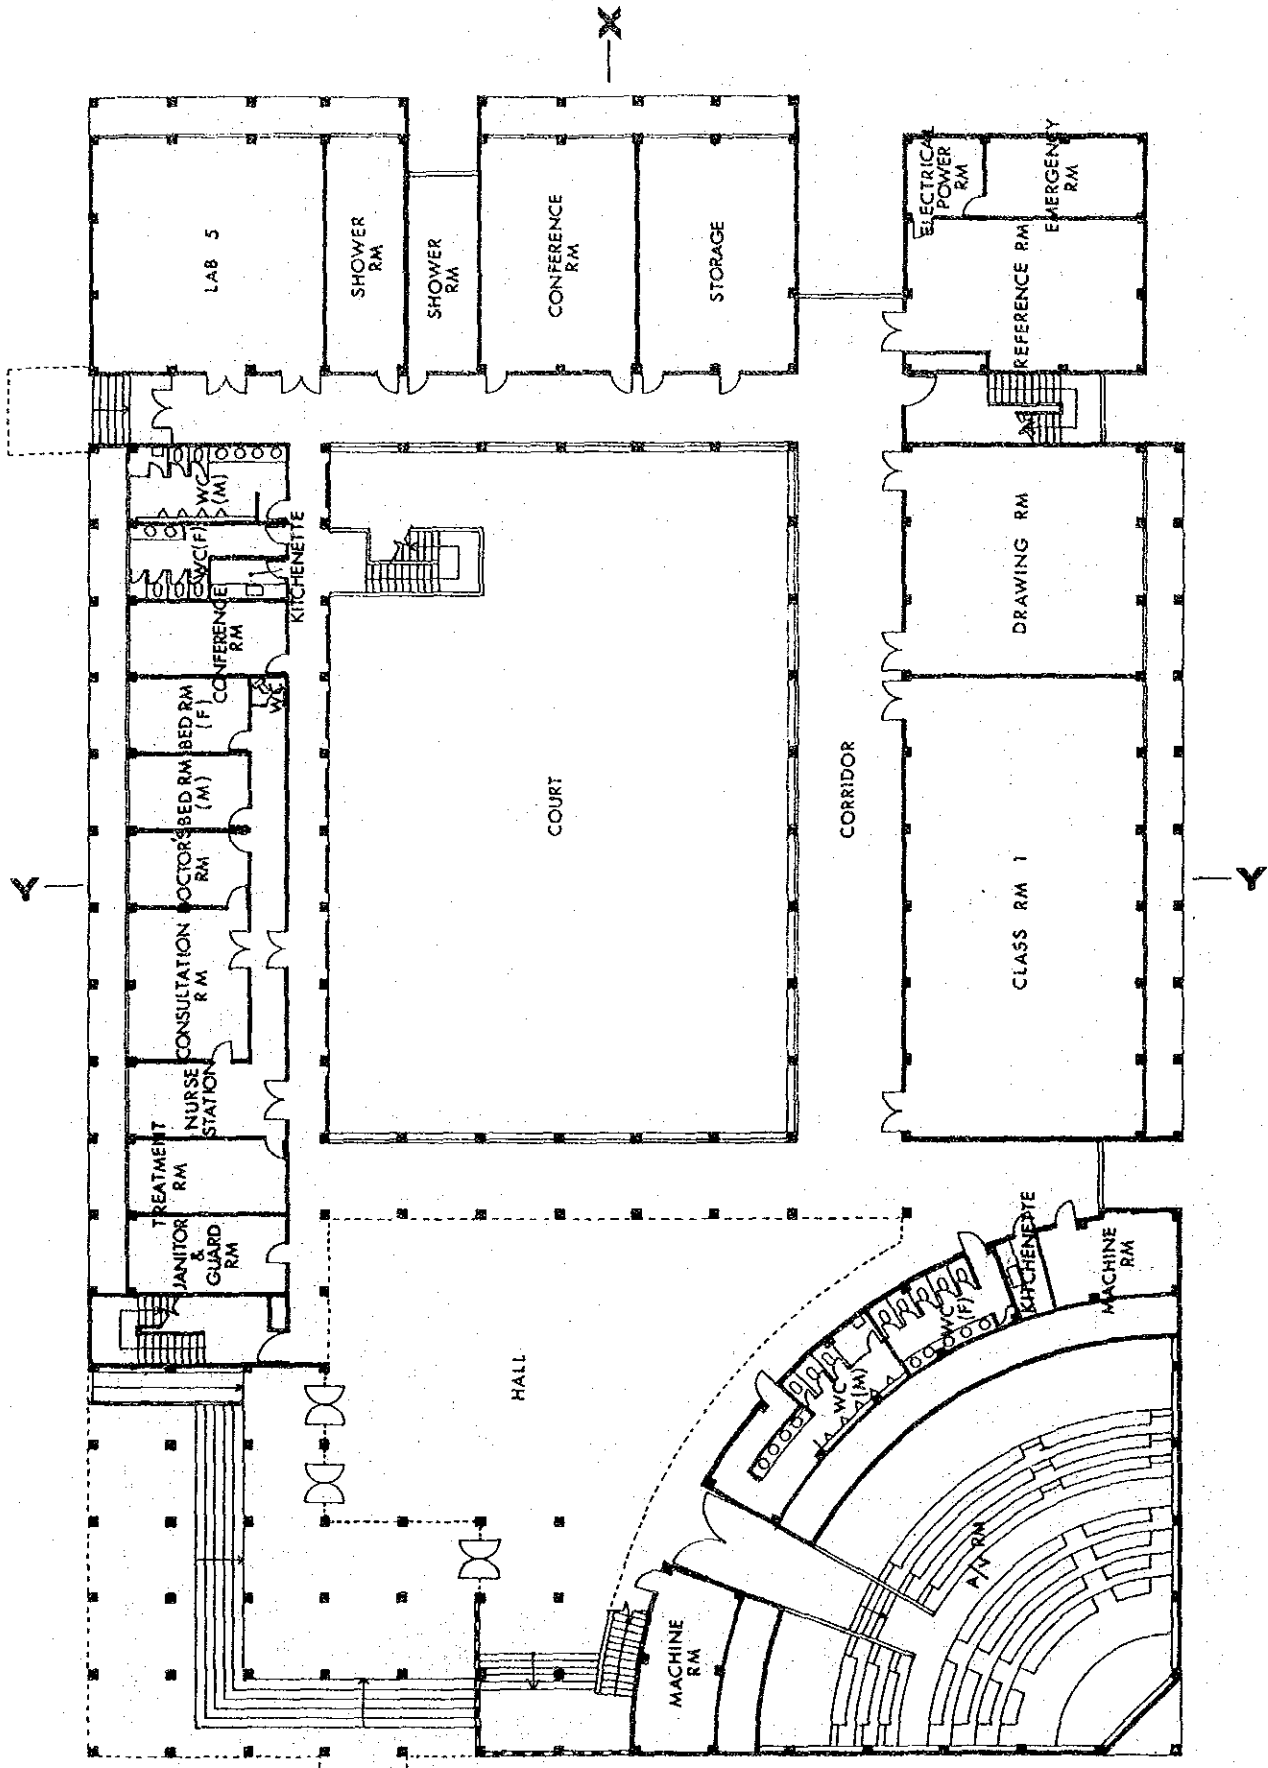 X
LAB 5
SHOWER
RM
SHOWER
RM
CONFERENCE
RM
STORAGE
ELECTRICAL
POWER
RM
EMERGENCY
RM
REFERENCE RM
WC
(M)
WC(F)
KITCHENETTE
CONFERENCE
RM
WC
BED RM
(F)
BED RM
(M)
DOCTOR'S
RM
CONSULTATION
RM
NURSE
STATION
TREATMENT
RM
JANITOR
&
GUARD
RM
COURT
CORRIDOR
DRAWING RM
CLASS RM 1
Y
Y
HALL
KITCHENETTE
MACHINE
RM
WC
(F)
WC
(M)
A/V RM
MACHINE
RM